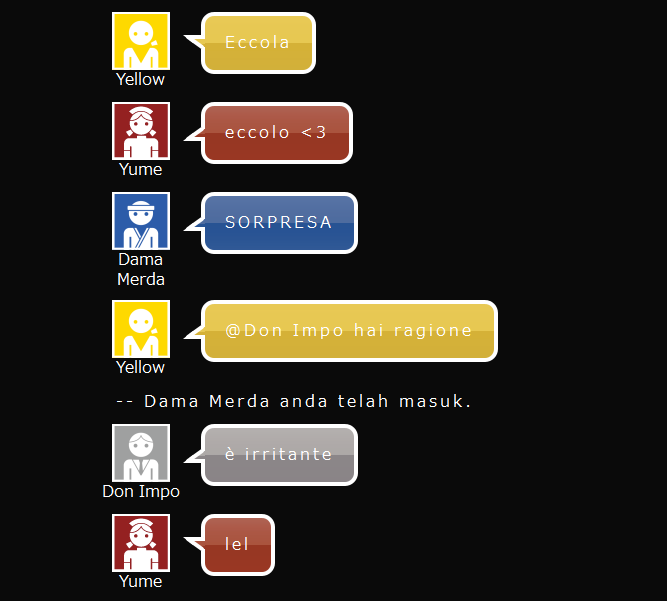 Eccola
Yellow
eccolo <3
Yume
SORPRESA
Dama
Merda
@Don Impo hai ragione
Yellow
-- Dama Merda anda telah masuk.
è irritante
Don Impo
lel
Yume